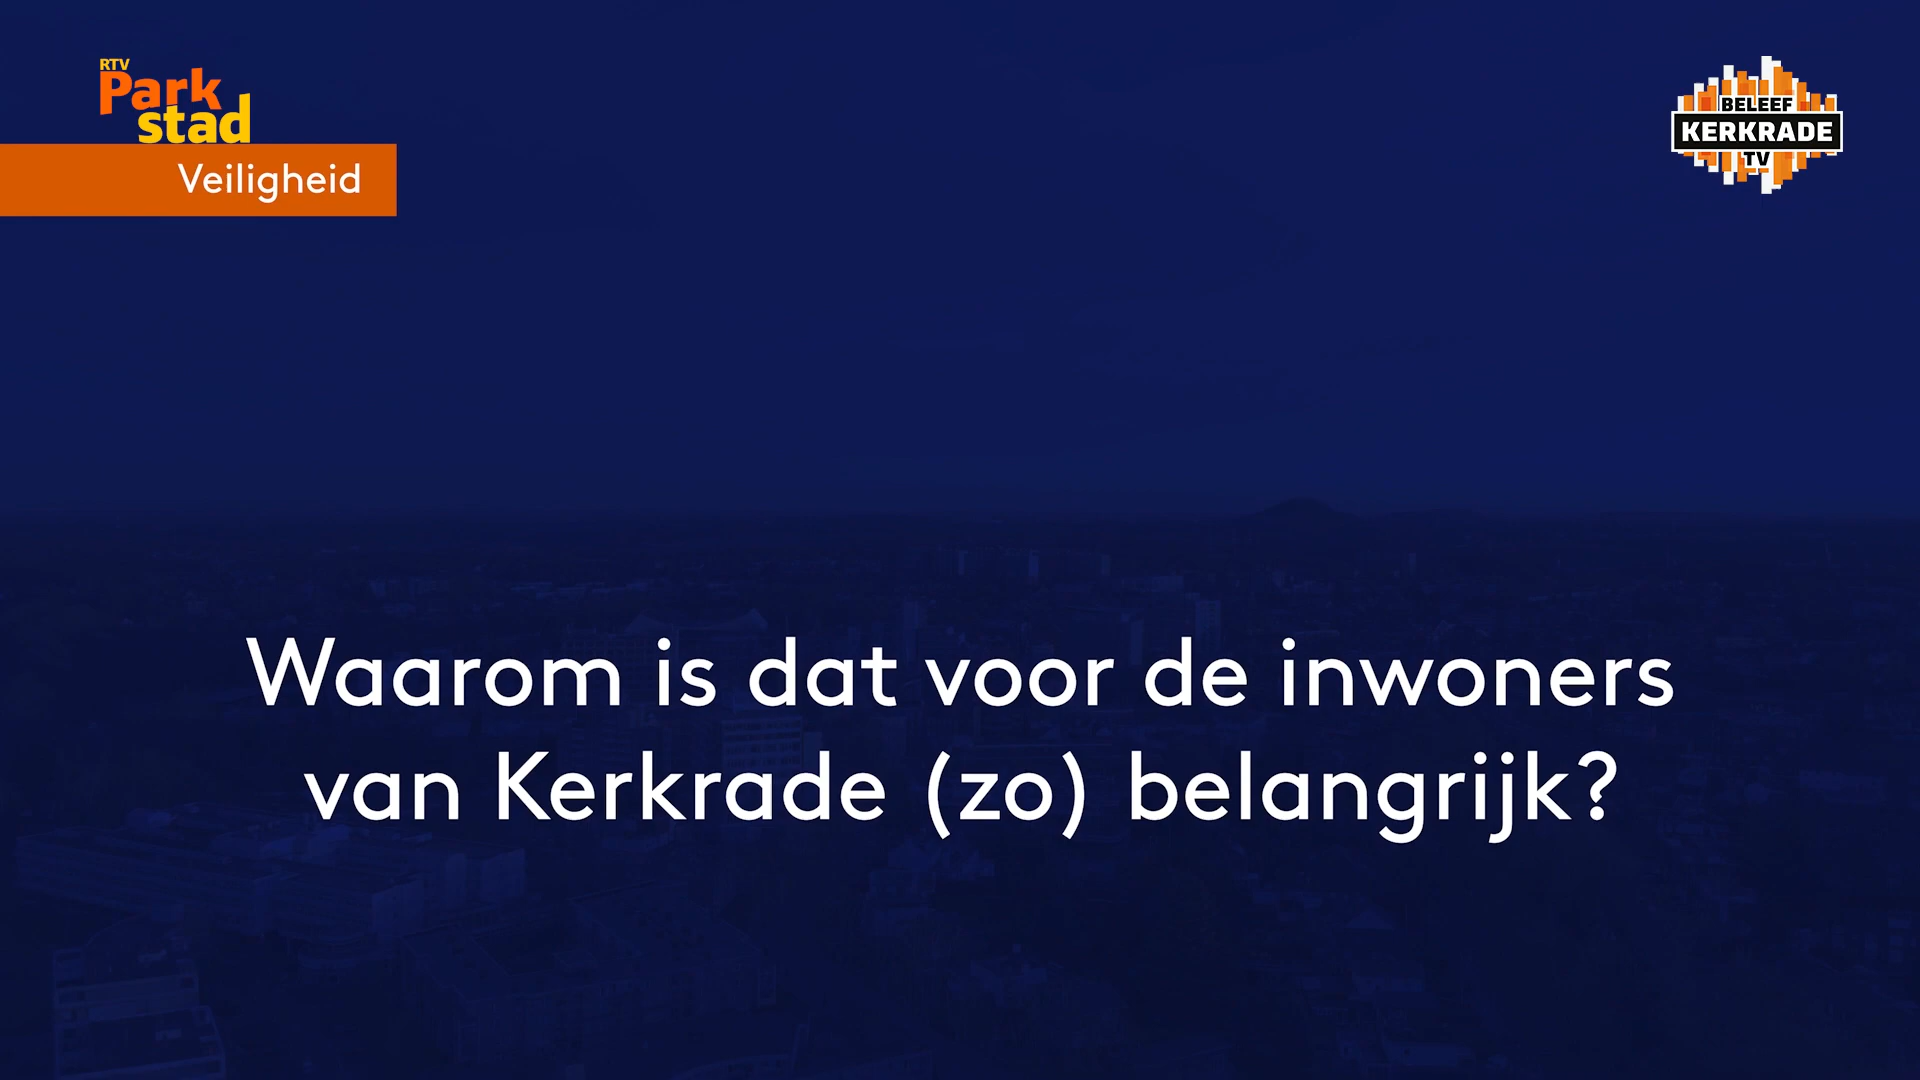 RTV
Park
stad
Veiligheid
BELEEF
KERKRADE
TV
Waarom is dat voor de inwoners
van Kerkrade (zo) belangrijk?